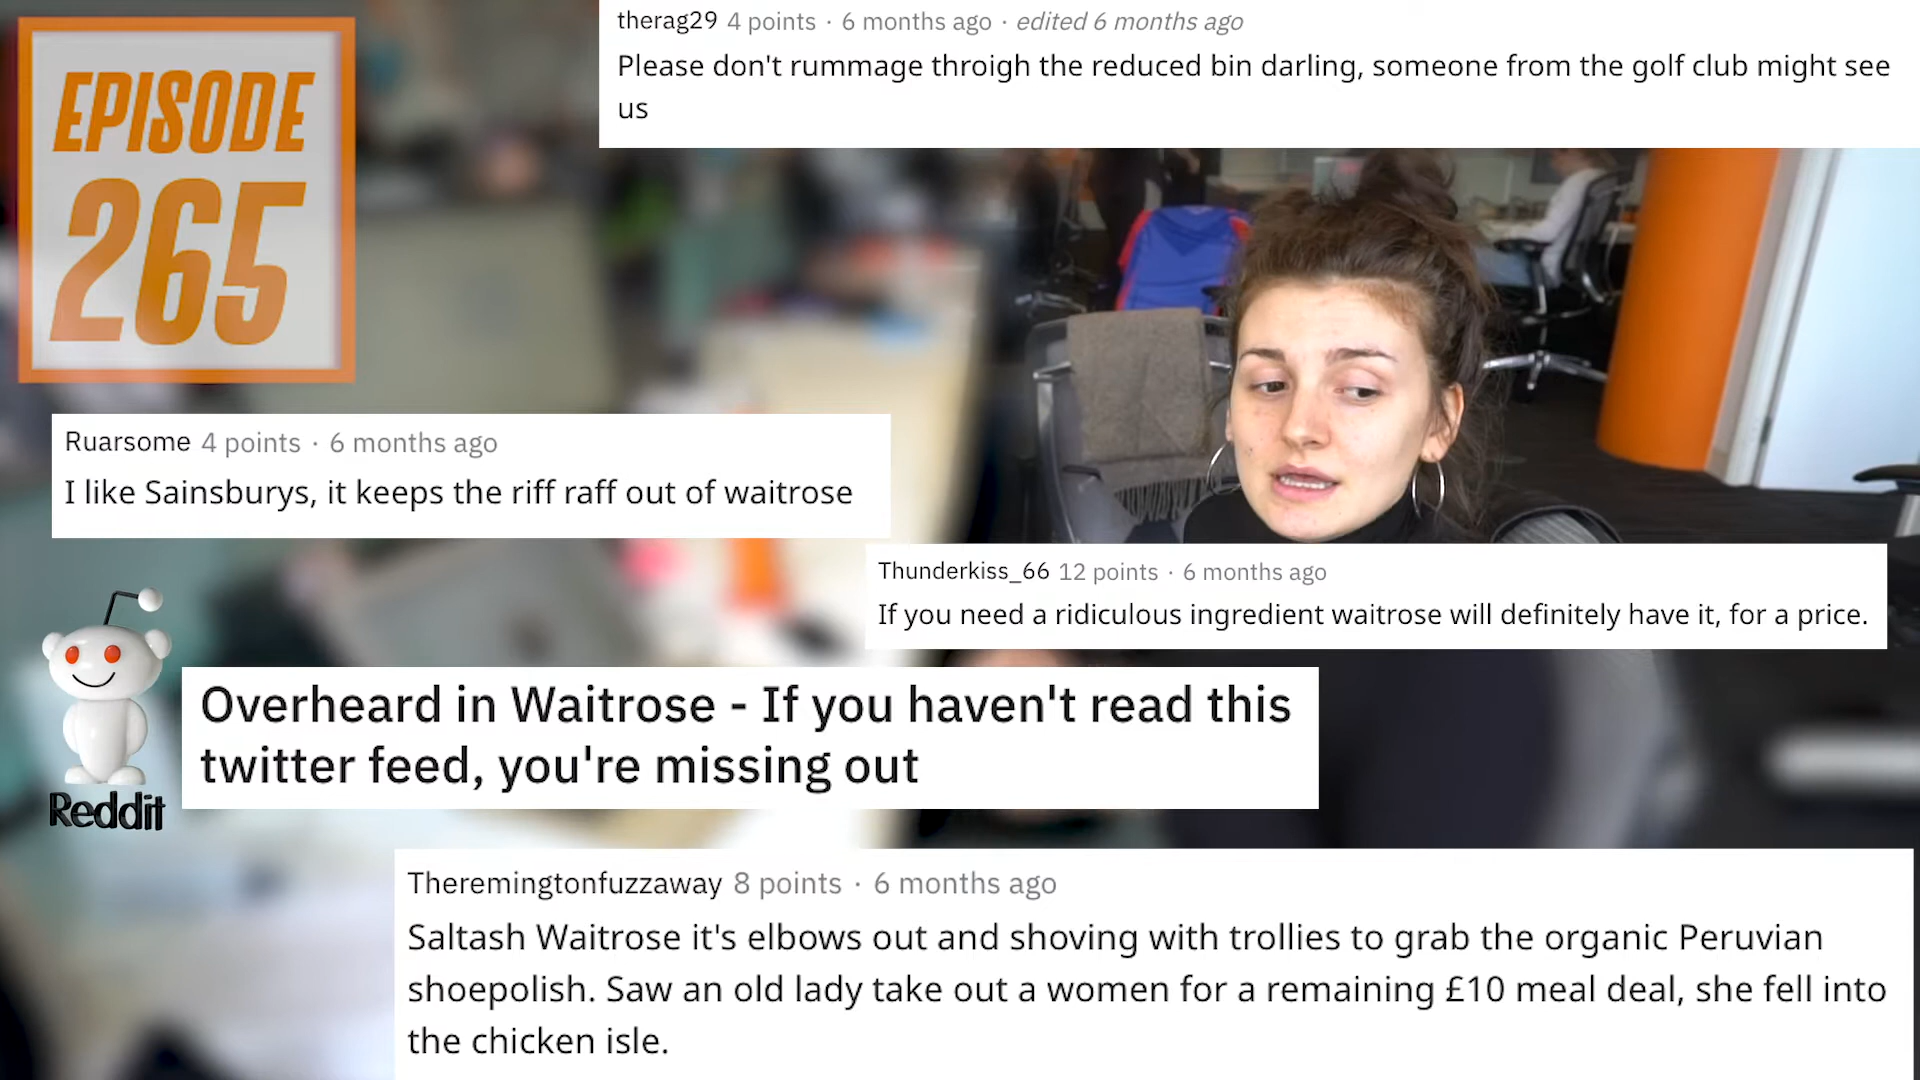 EPISODE
265
therag29 4 points · 6 months ago · edited 6 months ago
Please don't rummage throigh the reduced bin darling, someone from the golf club might see
us
Ruarsome 4 points · 6 months ago
I like Sainsburys, it keeps the riff raff out of waitrose
Thunderkiss_66 12 points · 6 months ago
If you need a ridiculous ingredient waitrose will definitely have it, for a price.
Overheard in Waitrose - If you haven't read this
twitter feed, you're missing out
Reddit
Theremingtonfuzzaway 8 points · 6 months ago
Saltash Waitrose it's elbows out and shoving with trollies to grab the organic Peruvian
shoepolish. Saw an old lady take out a women for a remaining £10 meal deal, she fell into
the chicken isle.